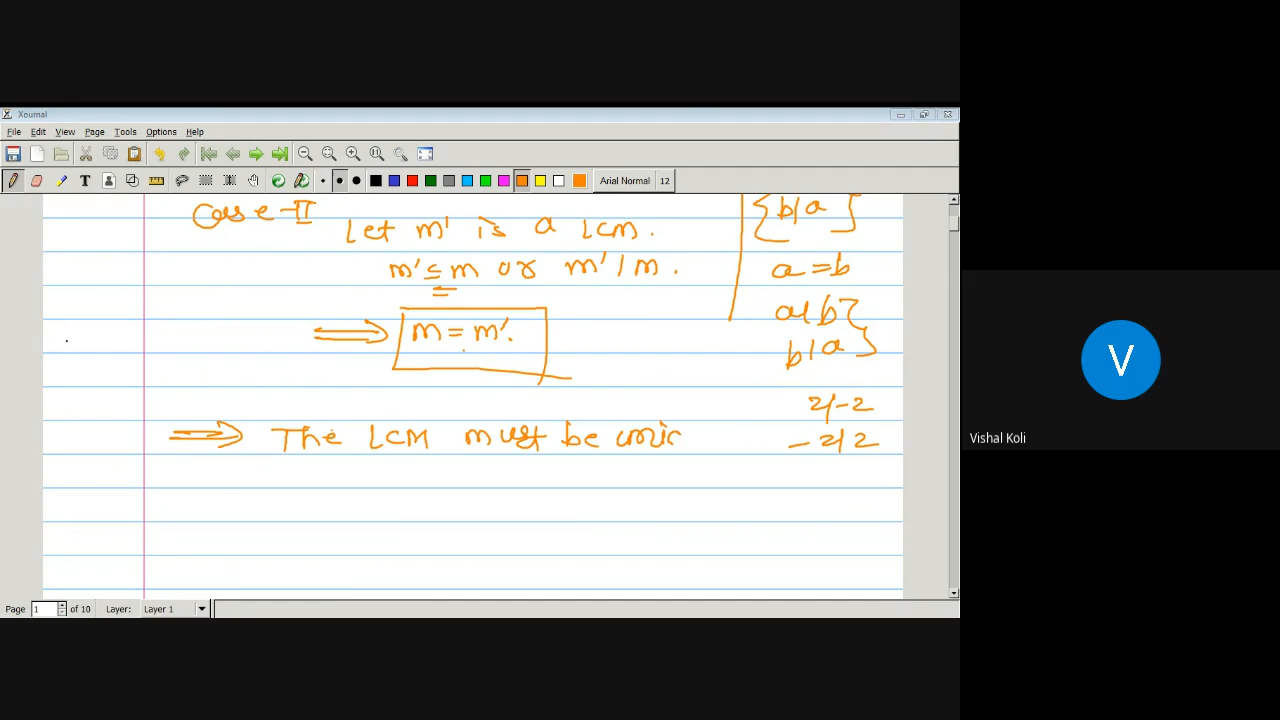 Xournal
File Edit View Page Tools Options Help
Arial Normal 12
Case-II
Let m' is a LCM.
m' ≤ m or m' / m.
⟹ m = m'.
⟹ The LCM must be
{b/a}
a = b
b/a }
2/-2
-2/2
Page 1 of 10 Layer: Layer 1
V
Vishal Koli